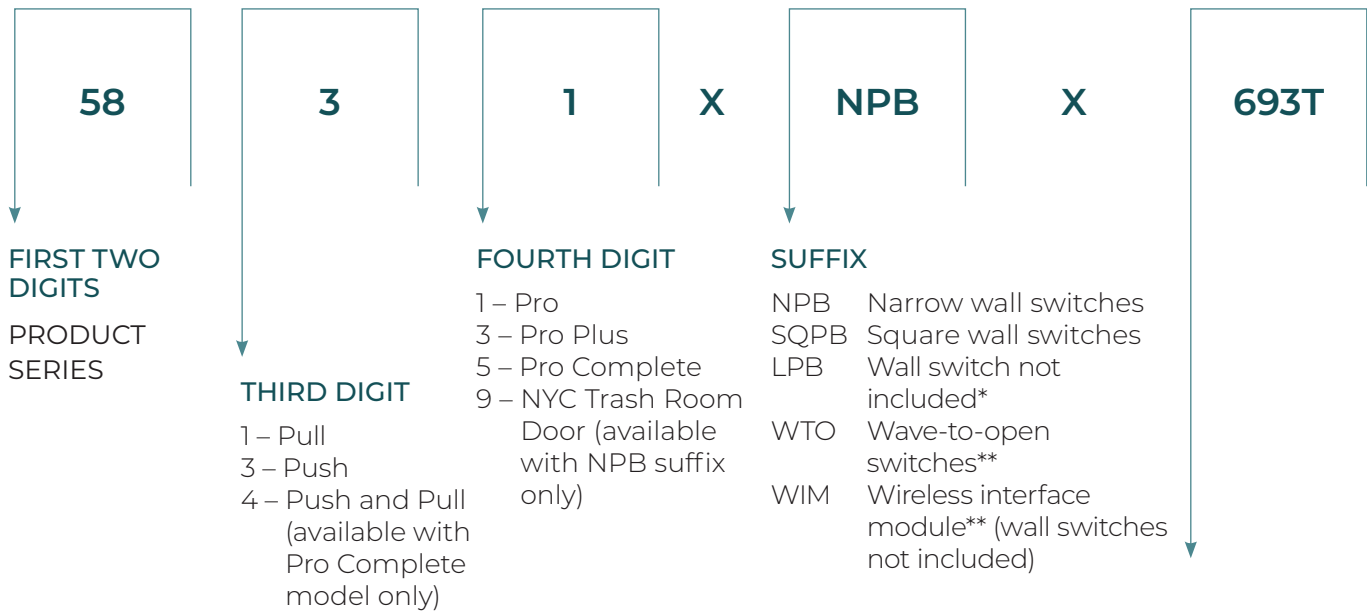 58 3 1 X NPB X 693T
FIRST TWO
DIGITS
PRODUCT
SERIES
THIRD DIGIT
1 – Pull
3 – Push
4 – Push and Pull
(available with
Pro Complete
model only)
FOURTH DIGIT
1 – Pro
3 – Pro Plus
5 – Pro Complete
9 – NYC Trash Room
Door (available
with NPB suffix
only)
SUFFIX
NPB Narrow wall switches
SQPB Square wall switches
LPB Wall switch not
included*
WTO Wave-to-open
switches**
WIM Wireless interface
module** (wall switches
not included)